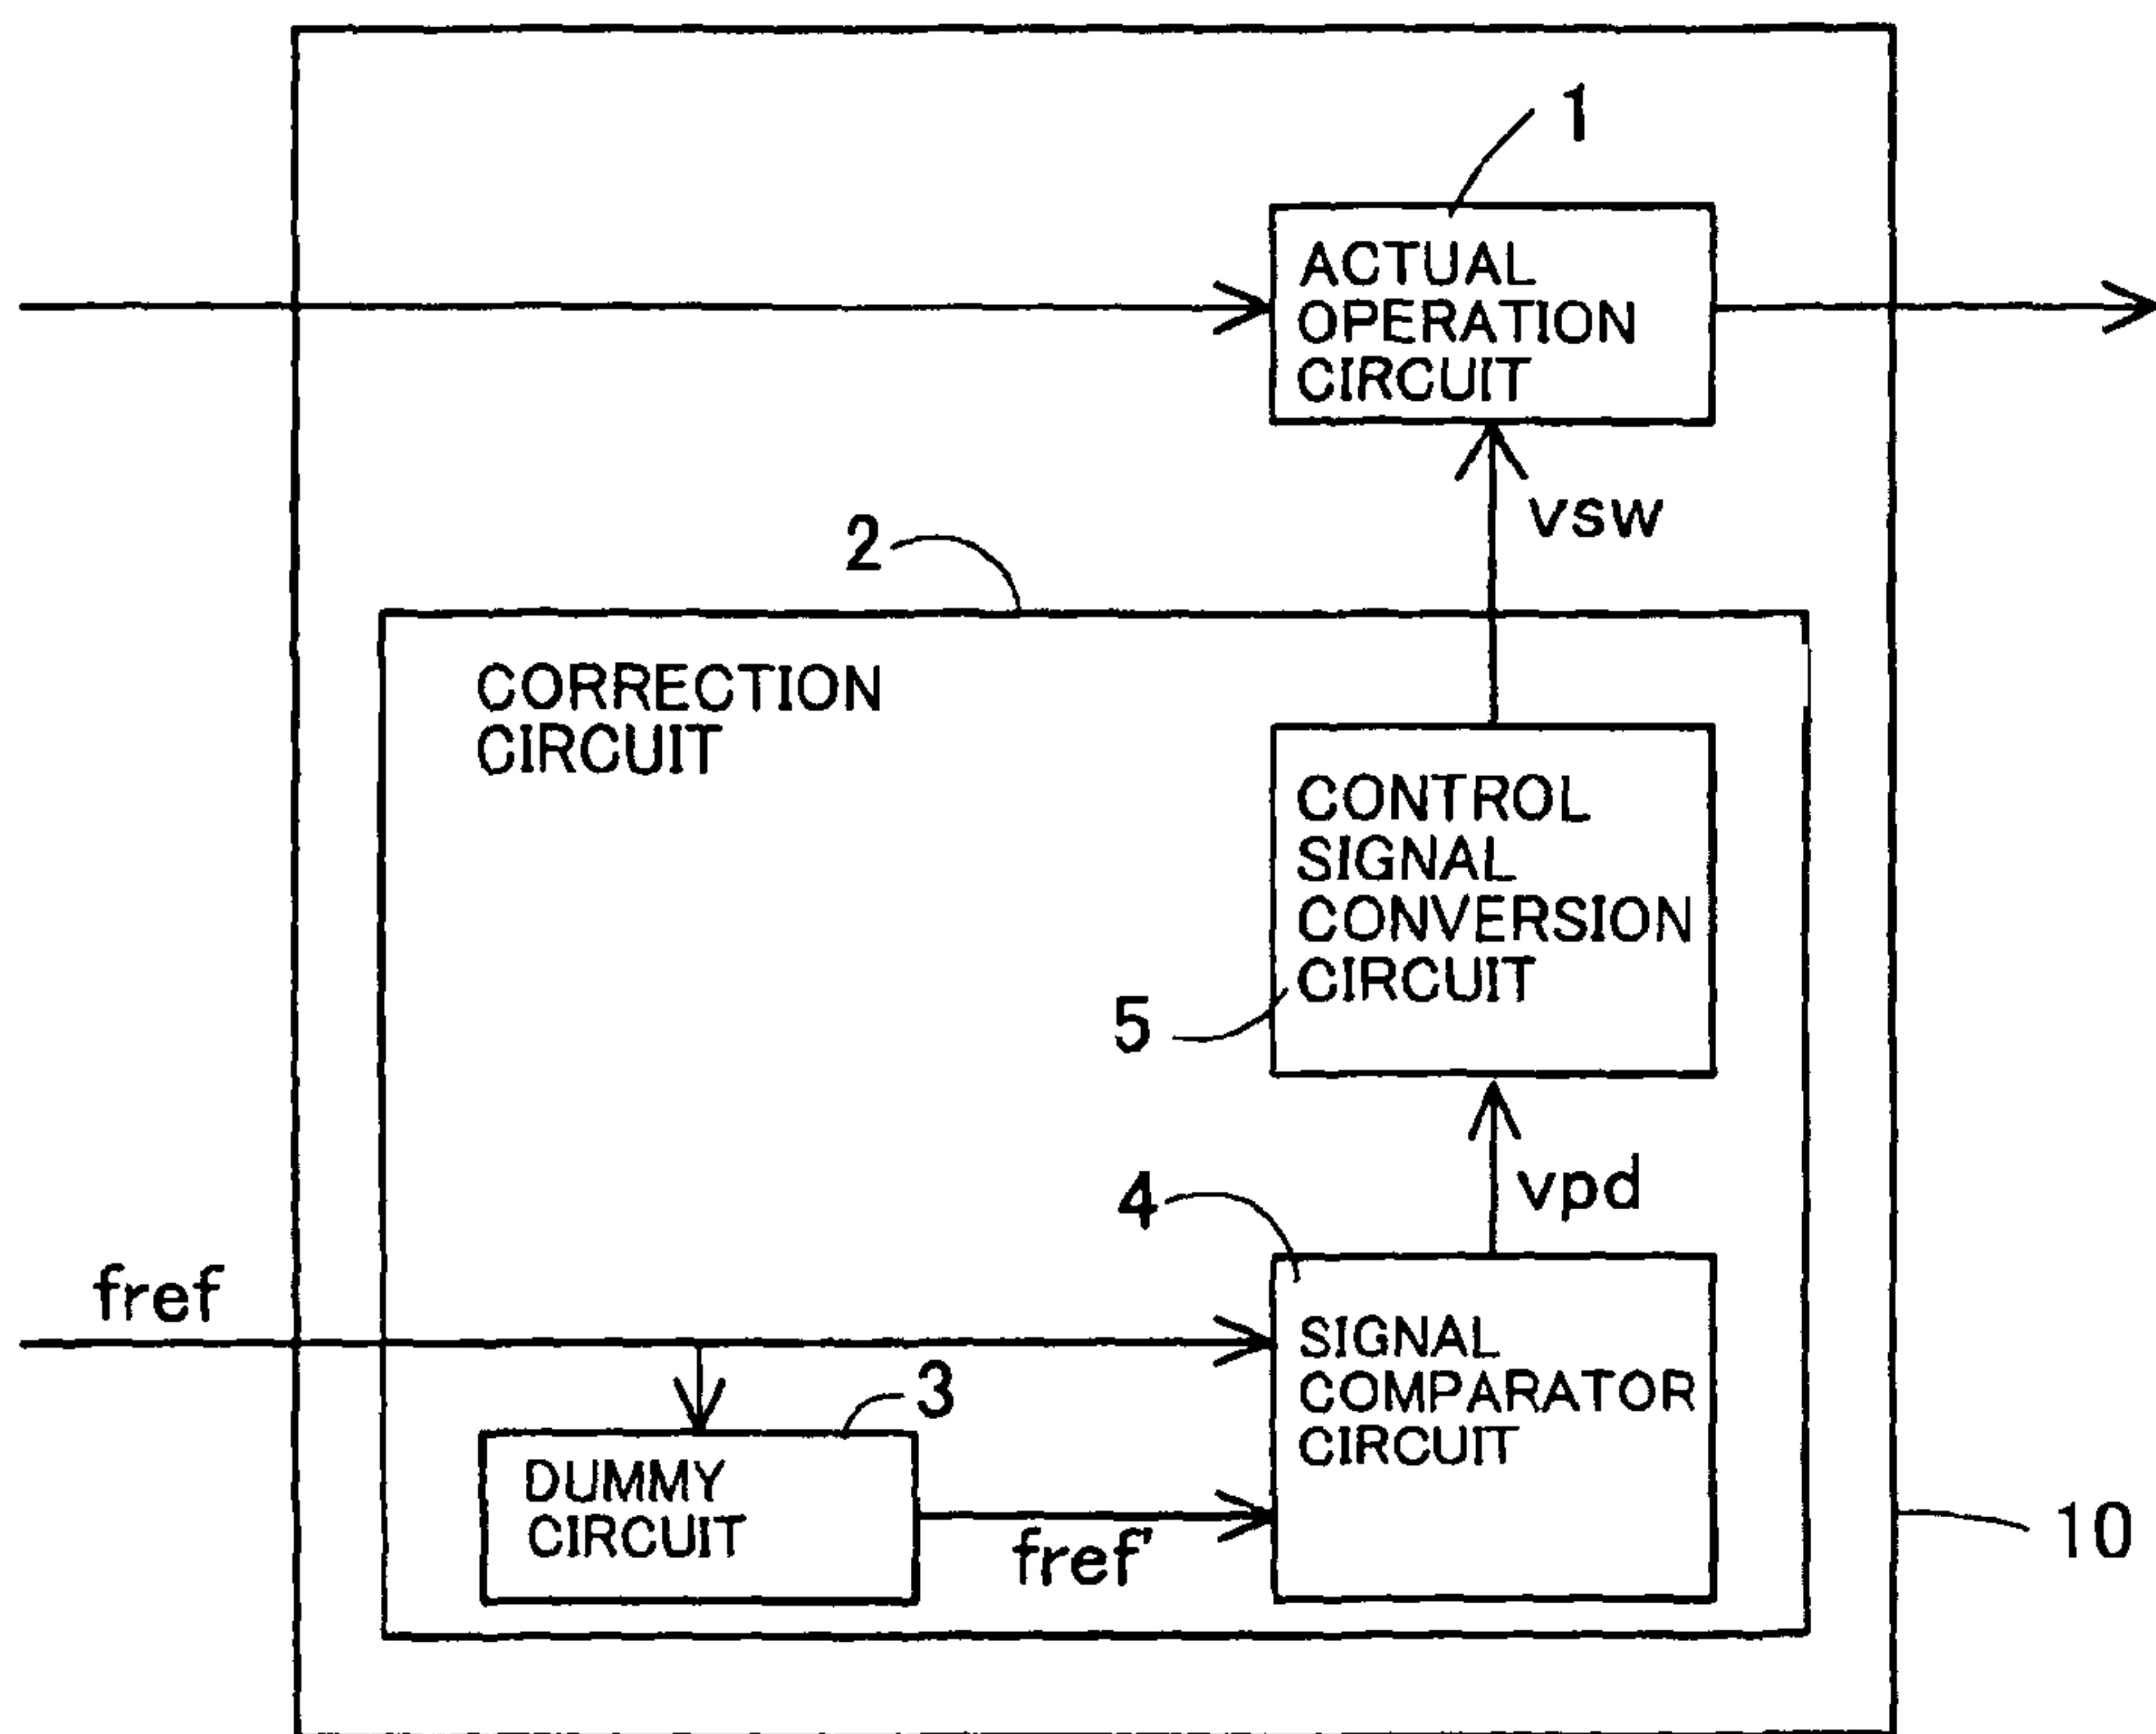 1
ACTUAL
OPERATION
CIRCUIT
vsw
2
CORRECTION
CIRCUIT
CONTROL
SIGNAL
CONVERSION
CIRCUIT
5
vpd
4
fref
SIGNAL
COMPARATOR
CIRCUIT
3
DUMMY
CIRCUIT
fref'
10